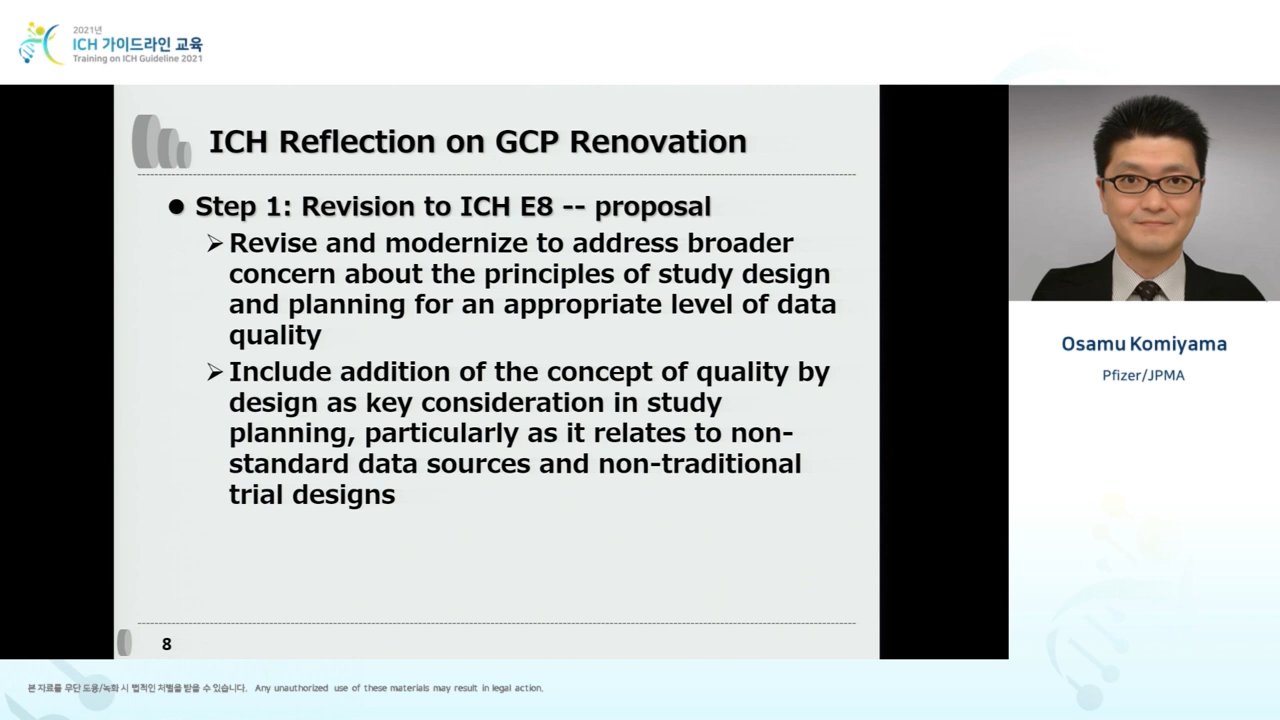 2021년
ICH 가이드라인 교육
Training on ICH Guideline 2021
ICH Reflection on GCP Renovation
● Step 1: Revision to ICH E8 -- proposal
➢ Revise and modernize to address broader
concern about the principles of study design
and planning for an appropriate level of data
quality
➢ Include addition of the concept of quality by
design as key consideration in study
planning, particularly as it relates to non-
standard data sources and non-traditional
trial designs
8
Osamu Komiyama
Pfizer/JPMA
본 자료를 무단 도용/녹화 시 법적인 처벌을 받을 수 있습니다. Any unauthorized use of these materials may result in legal action.